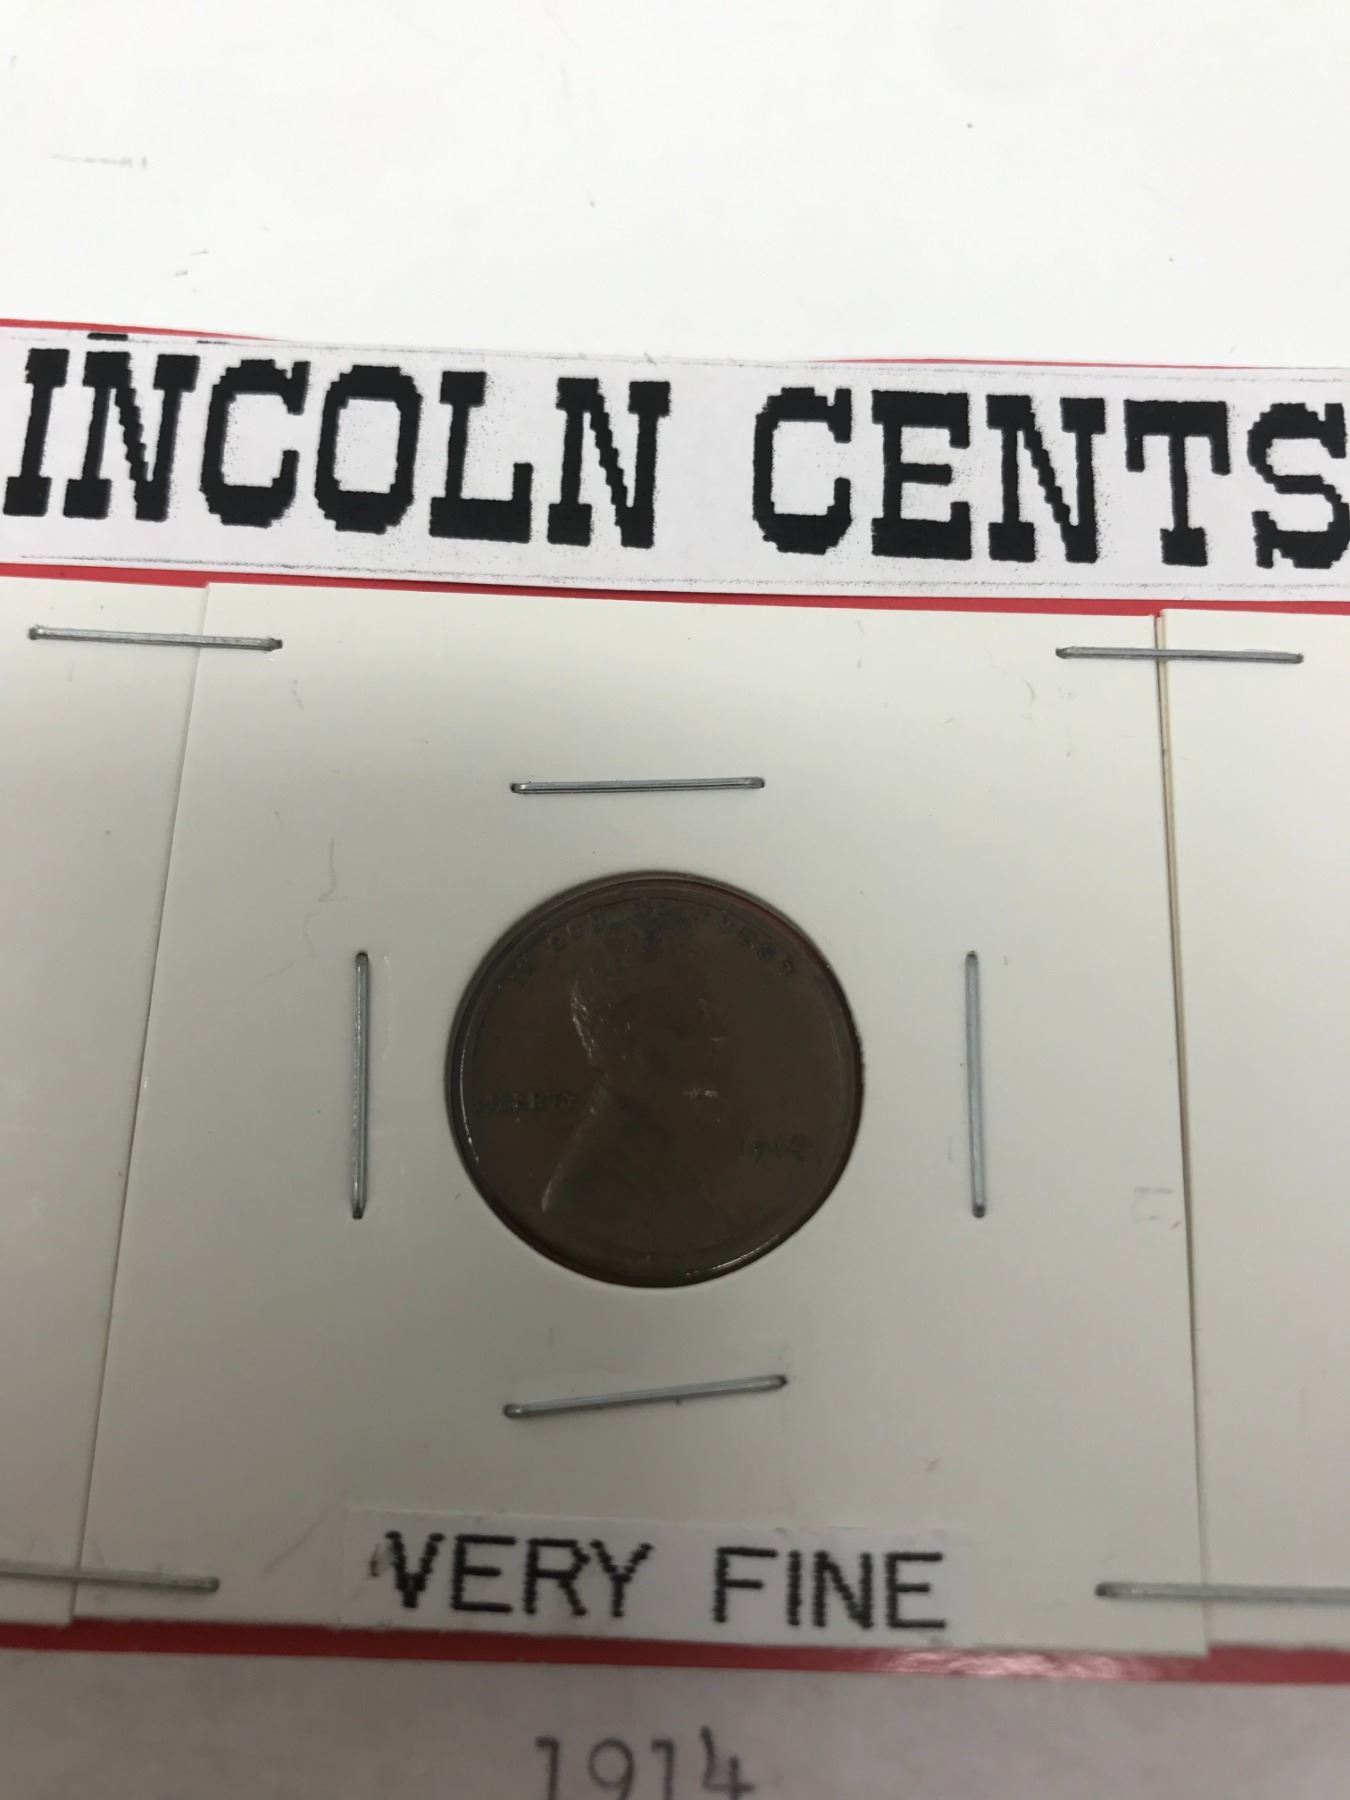 INCOLN CENTS
LIBERTY
VERY FINE
1914